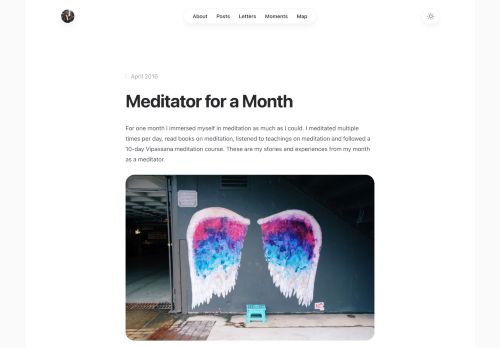 About Posts Letters Moments Map
April 2016
Meditator for a Month
For one month I immersed myself in meditation as much as I could. I meditated multiple
times per day, read books on meditation, listened to teachings on meditation and followed a
10-day Vipassana meditation course. These are my stories and experiences from my month
as a meditator.